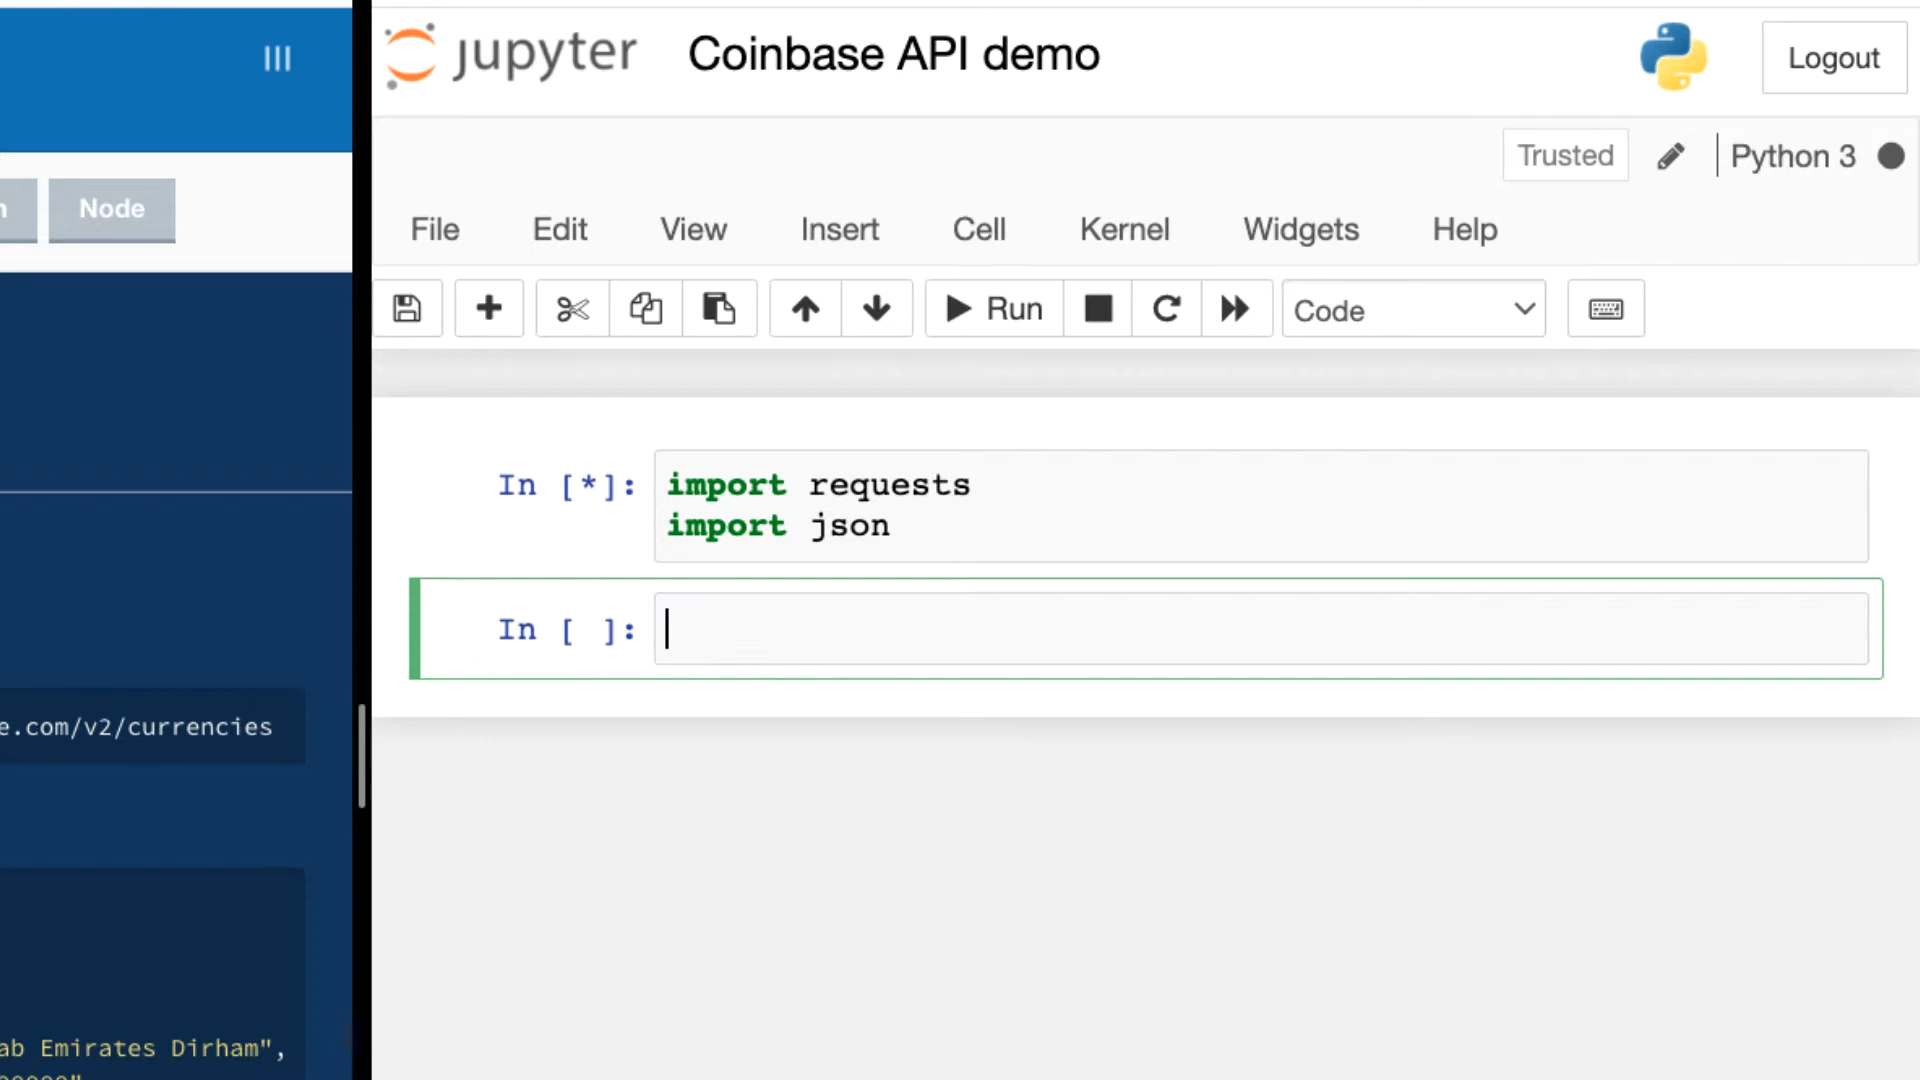 Node
e.com/v2/currencies
ab Emirates Dirham",
jupyter Coinbase API demo
Logout
Trusted
Python 3
File Edit View Insert Cell Kernel Widgets Help
Run
Code
In [*]:
import requests
import json
In [ ]: